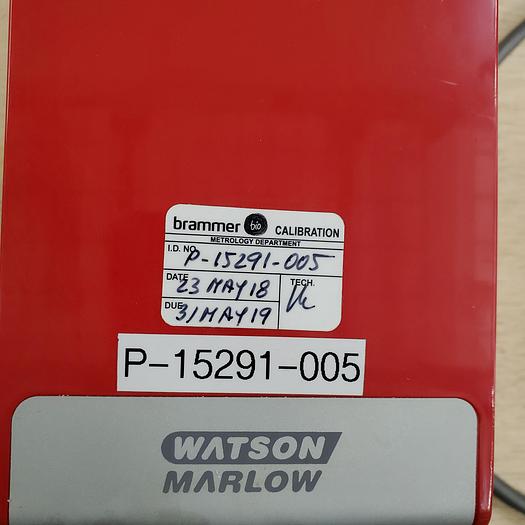 brammer bio CALIBRATION
METROLOGY DEPARTMENT
I.D. NO. P-15291-005
DATE 23 MAY 18 TECH.
DUE 31 MAY 19
P-15291-005
WATSON
MARLOW